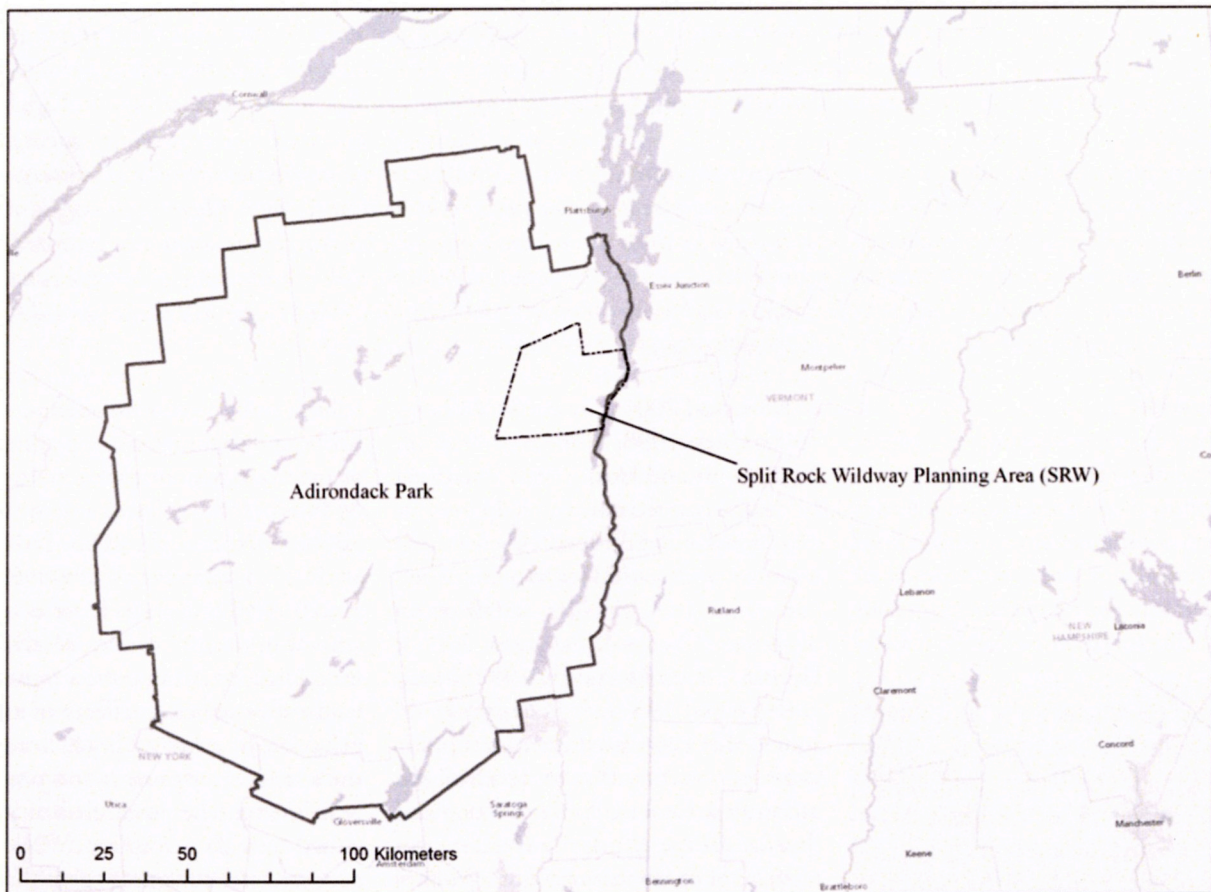 Cornwall
Plattsburgh
Essex Junction
Berlin
Montpelier
VERMONT
Split Rock Wildway Planning Area (SRW)
Adirondack Park
Lebanon
Rutland
NEW
HAMPSHIRE
Laconia
Claremont
Concord
NEW YORK
Utica
Saratoga
Springs
Gloversville
Manchester
0 25 50 100 Kilometers
Amsterdam
Keene
Bennington
Brattleboro